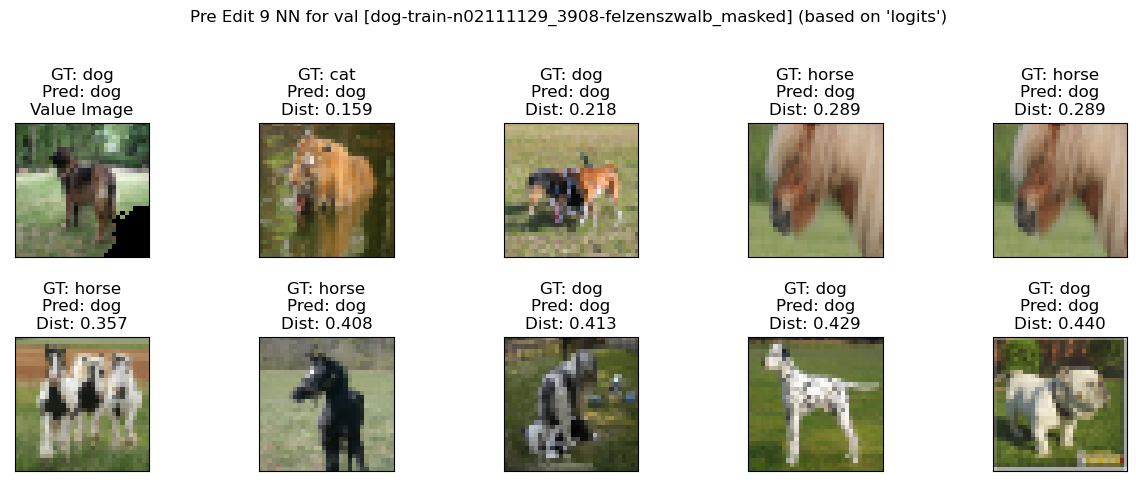 Pre Edit 9 NN for val [dog-train-n02111129_3908-felzenszwalb_masked] (based on 'logits')
GT: dog
Pred: dog
Value Image
GT: cat
Pred: dog
Dist: 0.159
GT: dog
Pred: dog
Dist: 0.218
GT: horse
Pred: dog
Dist: 0.289
GT: horse
Pred: dog
Dist: 0.289
GT: horse
Pred: dog
Dist: 0.357
GT: horse
Pred: dog
Dist: 0.408
GT: dog
Pred: dog
Dist: 0.413
GT: dog
Pred: dog
Dist: 0.429
GT: dog
Pred: dog
Dist: 0.440